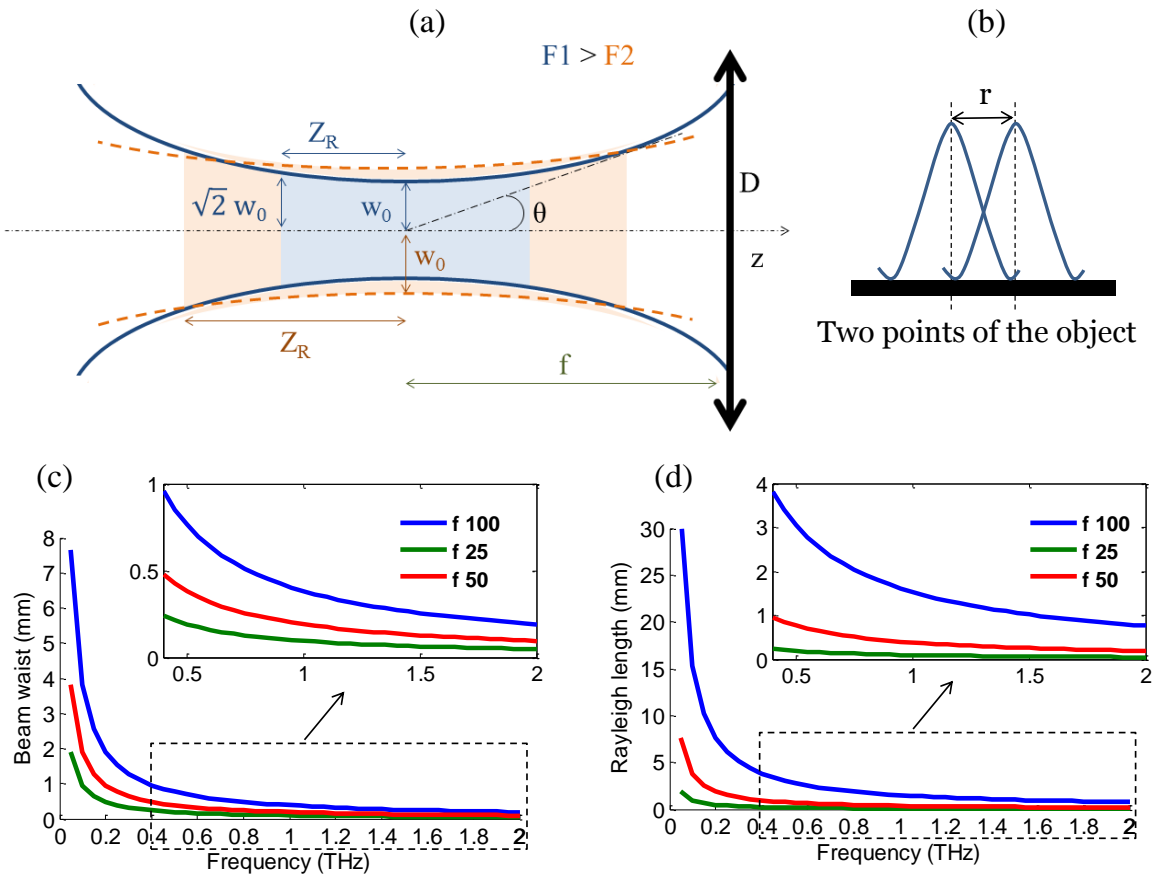 (a)
F1 > F2
Z_R
√2 w_0
w_0
θ
D
z
w_0
Z_R
f
(b)
r
Two points of the object
(c)
Beam waist (mm)
8
7
6
5
4
3
2
1
0
0 0.2 0.4 0.6 0.8 1 1.2 1.4 1.6 1.8 2
Frequency (THz)
1
0.5
0
0.5 1 1.5 2
f 100
f 25
f 50
(d)
Rayleigh length (mm)
30
25
20
15
10
5
0
0 0.2 0.4 0.6 0.8 1 1.2 1.4 1.6 1.8 2
Frequency (THz)
4
3
2
1
0
0.5 1 1.5 2
f 100
f 25
f 50